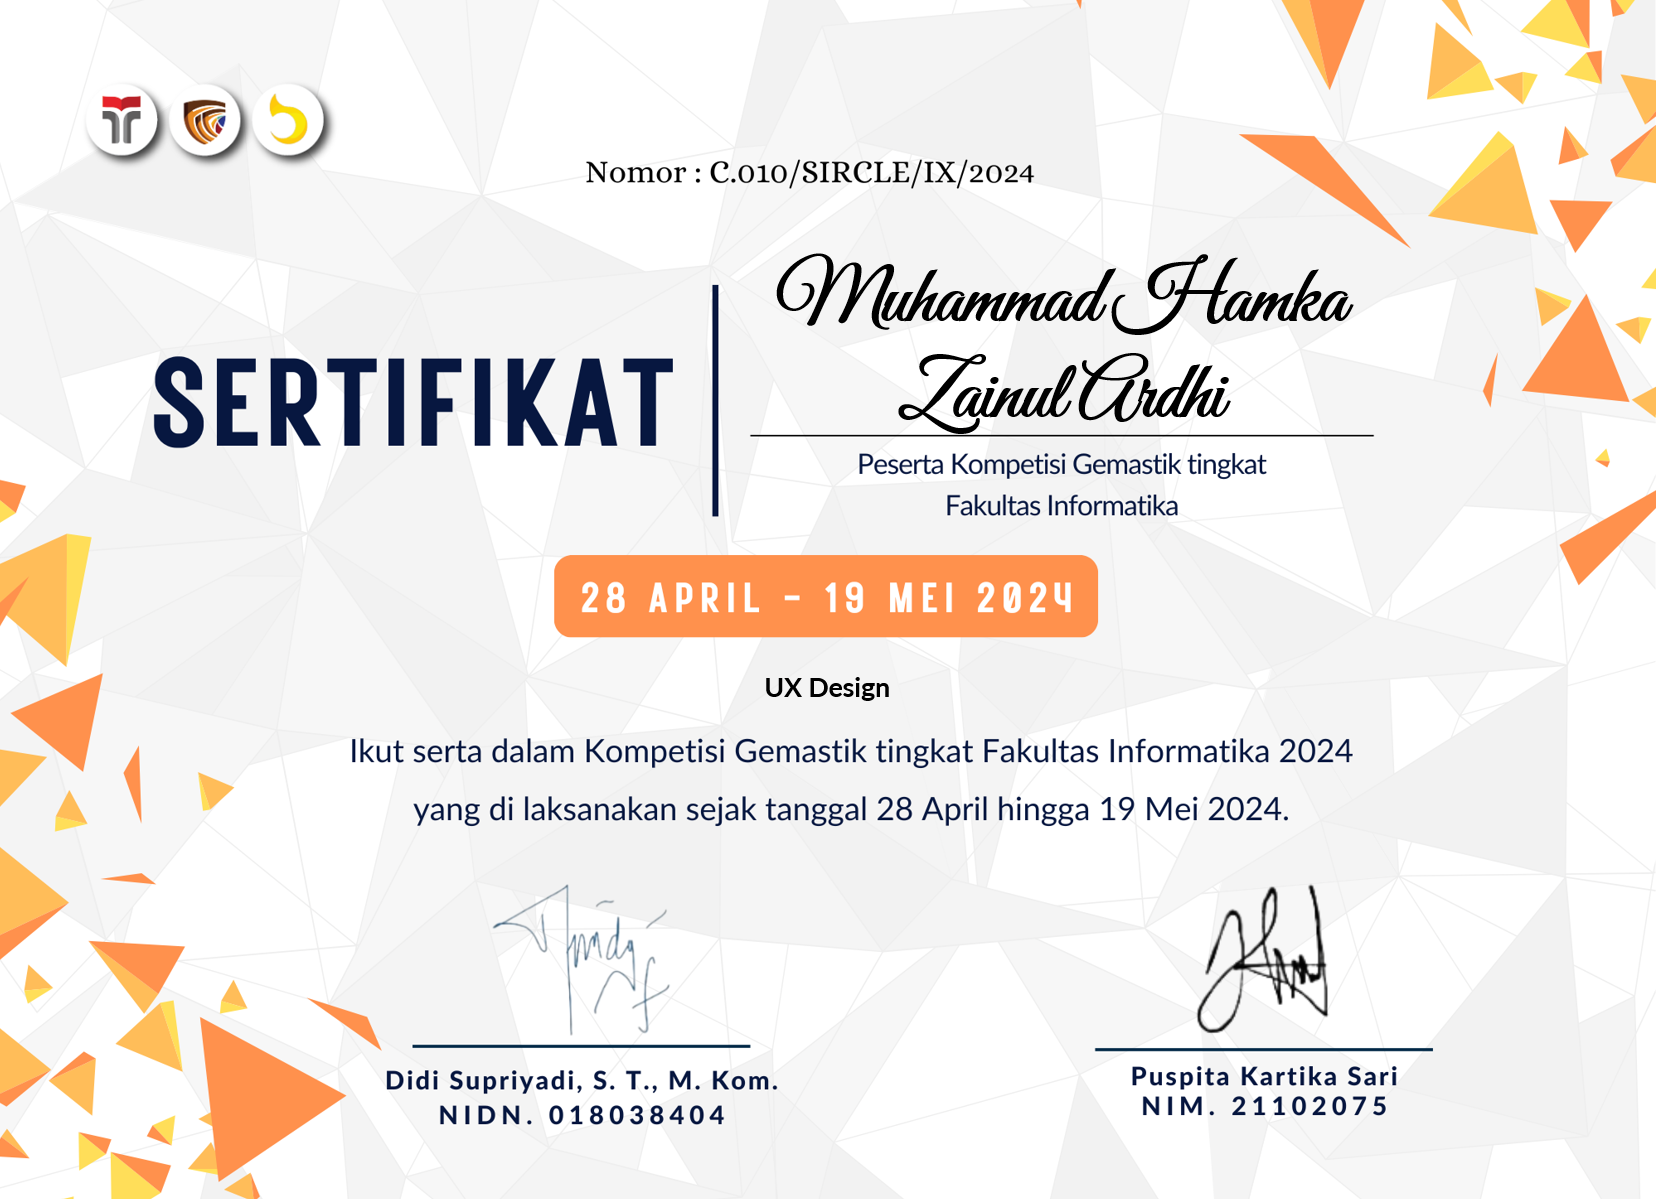 Nomor : C.010/SIRCLE/IX/2024
SERTIFIKAT
Muhammad Hamka
Zainul Ardhi
Peserta Kompetisi Gemastik tingkat
Fakultas Informatika
28 APRIL - 19 MEI 2024
UX Design
Ikut serta dalam Kompetisi Gemastik tingkat Fakultas Informatika 2024
yang di laksanakan sejak tanggal 28 April hingga 19 Mei 2024.
Didi Supriyadi, S. T., M. Kom.
NIDN. 018038404
Puspita Kartika Sari
NIM. 21102075